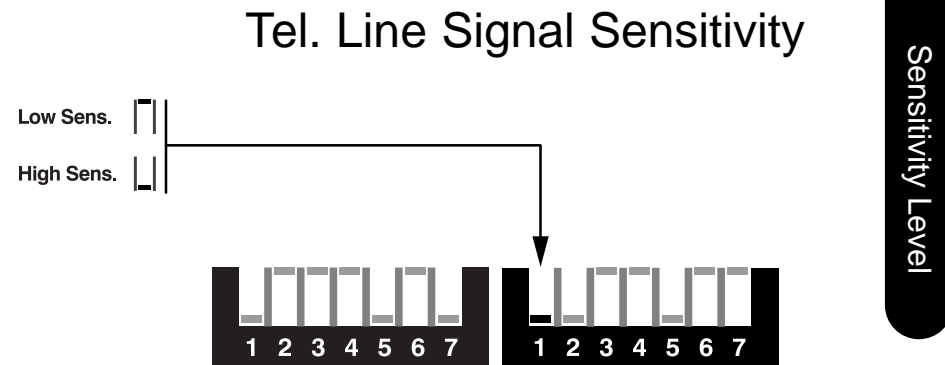 Tel. Line Signal Sensitivity
Low Sens.
High Sens.
1 2 3 4 5 6 7
1 2 3 4 5 6 7
Sensitivity Level